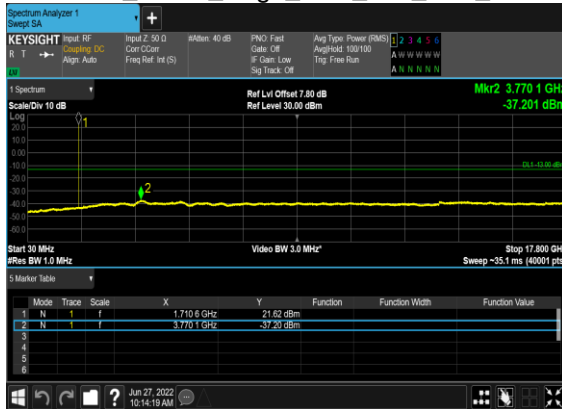 Spectrum Analyzer 1
Swept SA
+
KEYSIGHT Input: RF Input Z: 50 Ω #Atten: 40 dB PNO: Fast Avg Type: Power (RMS) 1 2 3 4 5 6
R T Coupling: DC Corr CCorr Gate: Off Avg|Hold: 100/100 A W W W W W
Align: Auto Freq Ref: Int (S) IF Gain: Low Trig: Free Run
LXI Sig Track: Off A N N N N N
1 Spectrum Ref Lvl Offset 7.80 dB Mkr2 3.770 1 GHz
Scale/Div 10 dB Ref Level 30.00 dBm -37.201 dBm
Log
20.0 1
10.0
0.00
-10.0 DL1 -13.00 dBm
-20.0
-30.0 2
-40.0
-50.0
-60.0
Start 30 MHz Video BW 3.0 MHz* Stop 17.800 GHz
#Res BW 1.0 MHz Sweep ~35.1 ms (40001 pts)
5 Marker Table
Mode Trace Scale X Y Function Function Width Function Value
1 N 1 f 1.710 6 GHz 21.62 dBm
2 N 1 f 3.770 1 GHz -37.20 dBm
3
4
5
6
? Jun 27, 2022
10:14:19 AM